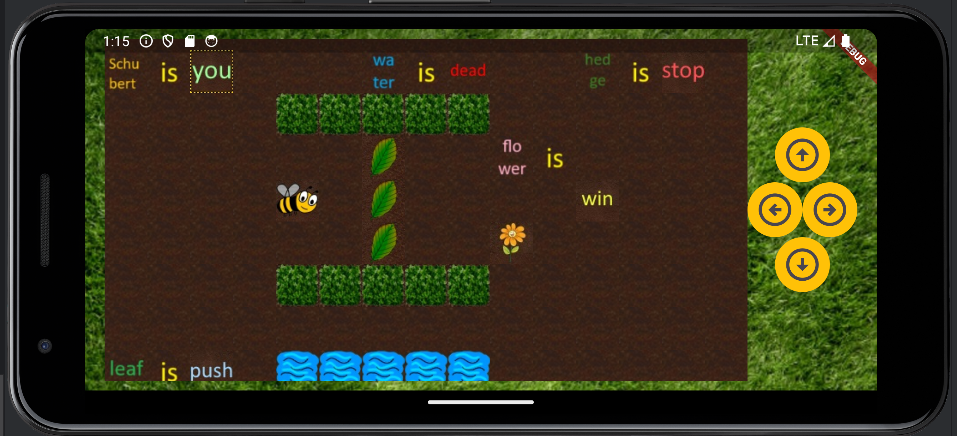 1:15 LTE
DEBUG
Schu
bert is you
wa
ter is dead
hed
ge is stop
flo
wer is
win
leaf is push